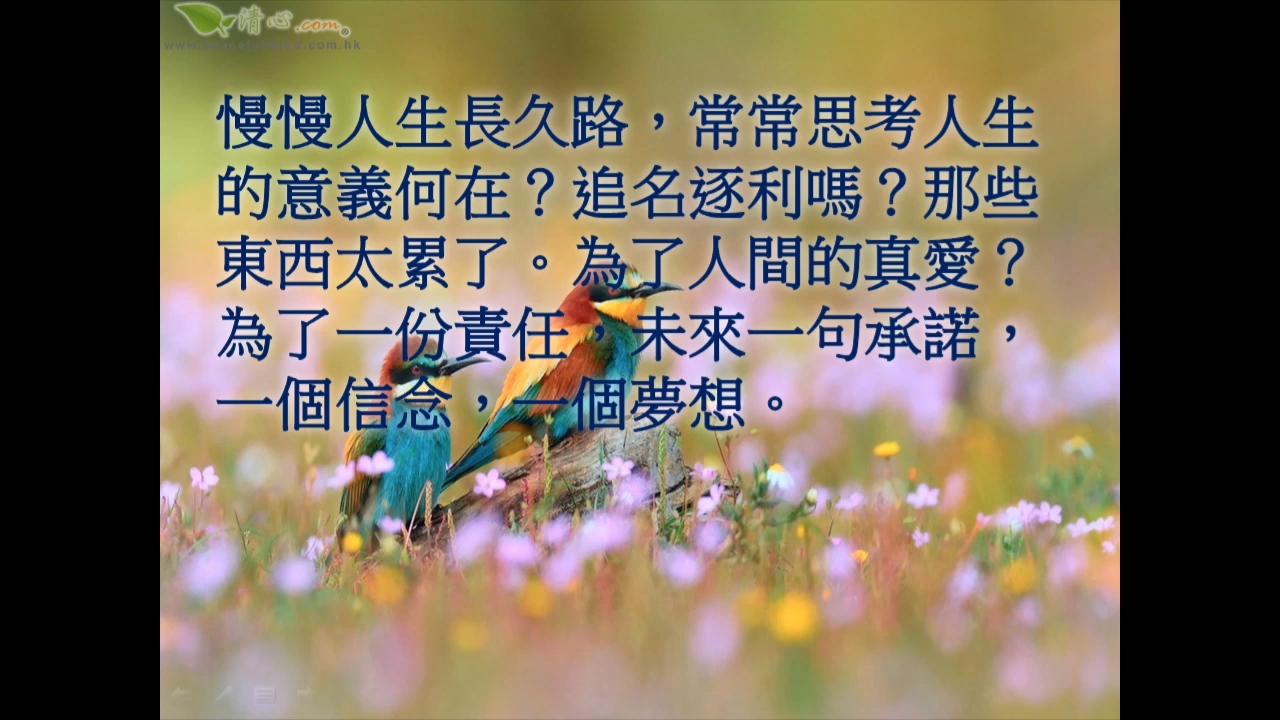 清心.com
慢慢人生長久路，常常思考人生
的意義何在？追名逐利嗎？那些
東西太累了。為了人間的真愛？
為了一份責任，未來一句承諾，
一個信念，一個夢想。